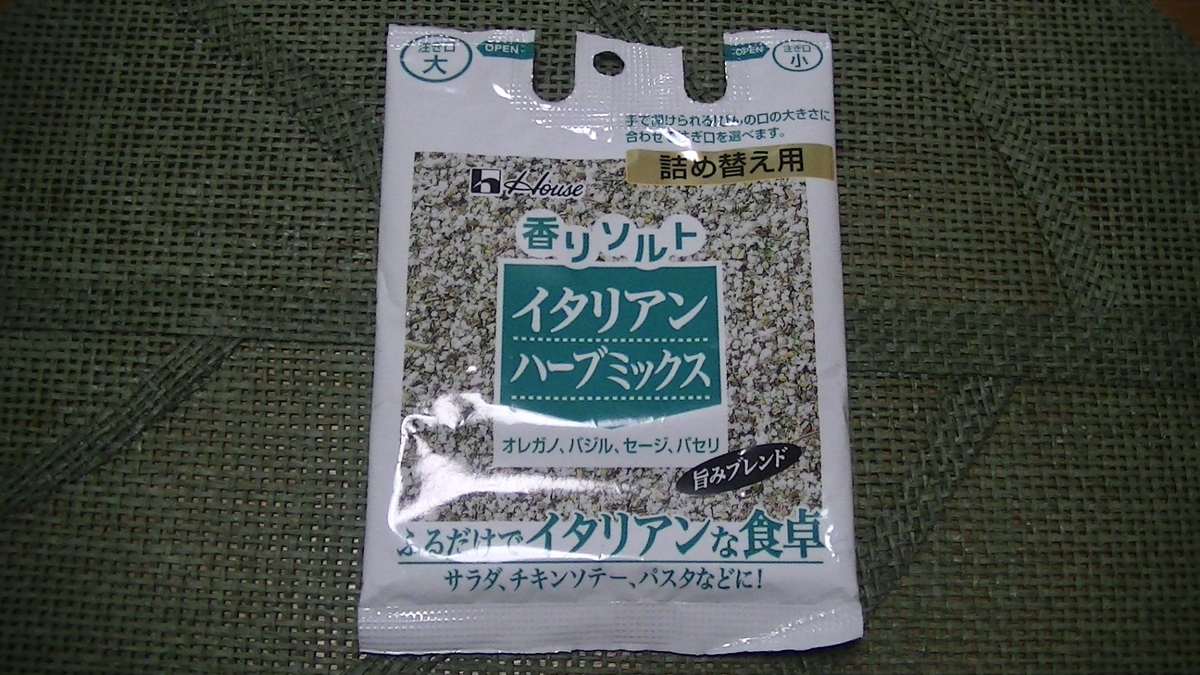 注ぎ口
大
OPEN
OPEN
注ぎ口
小
手で開けられる!びんの口の大きさに
合わせて注ぎ口を選べます。
詰め替え用
House
香りソルト
イタリアン
ハーブミックス
オレガノ、バジル、セージ、パセリ
旨みブレンド
ふるだけでイタリアンな食卓
サラダ、チキンソテー、パスタなどに!